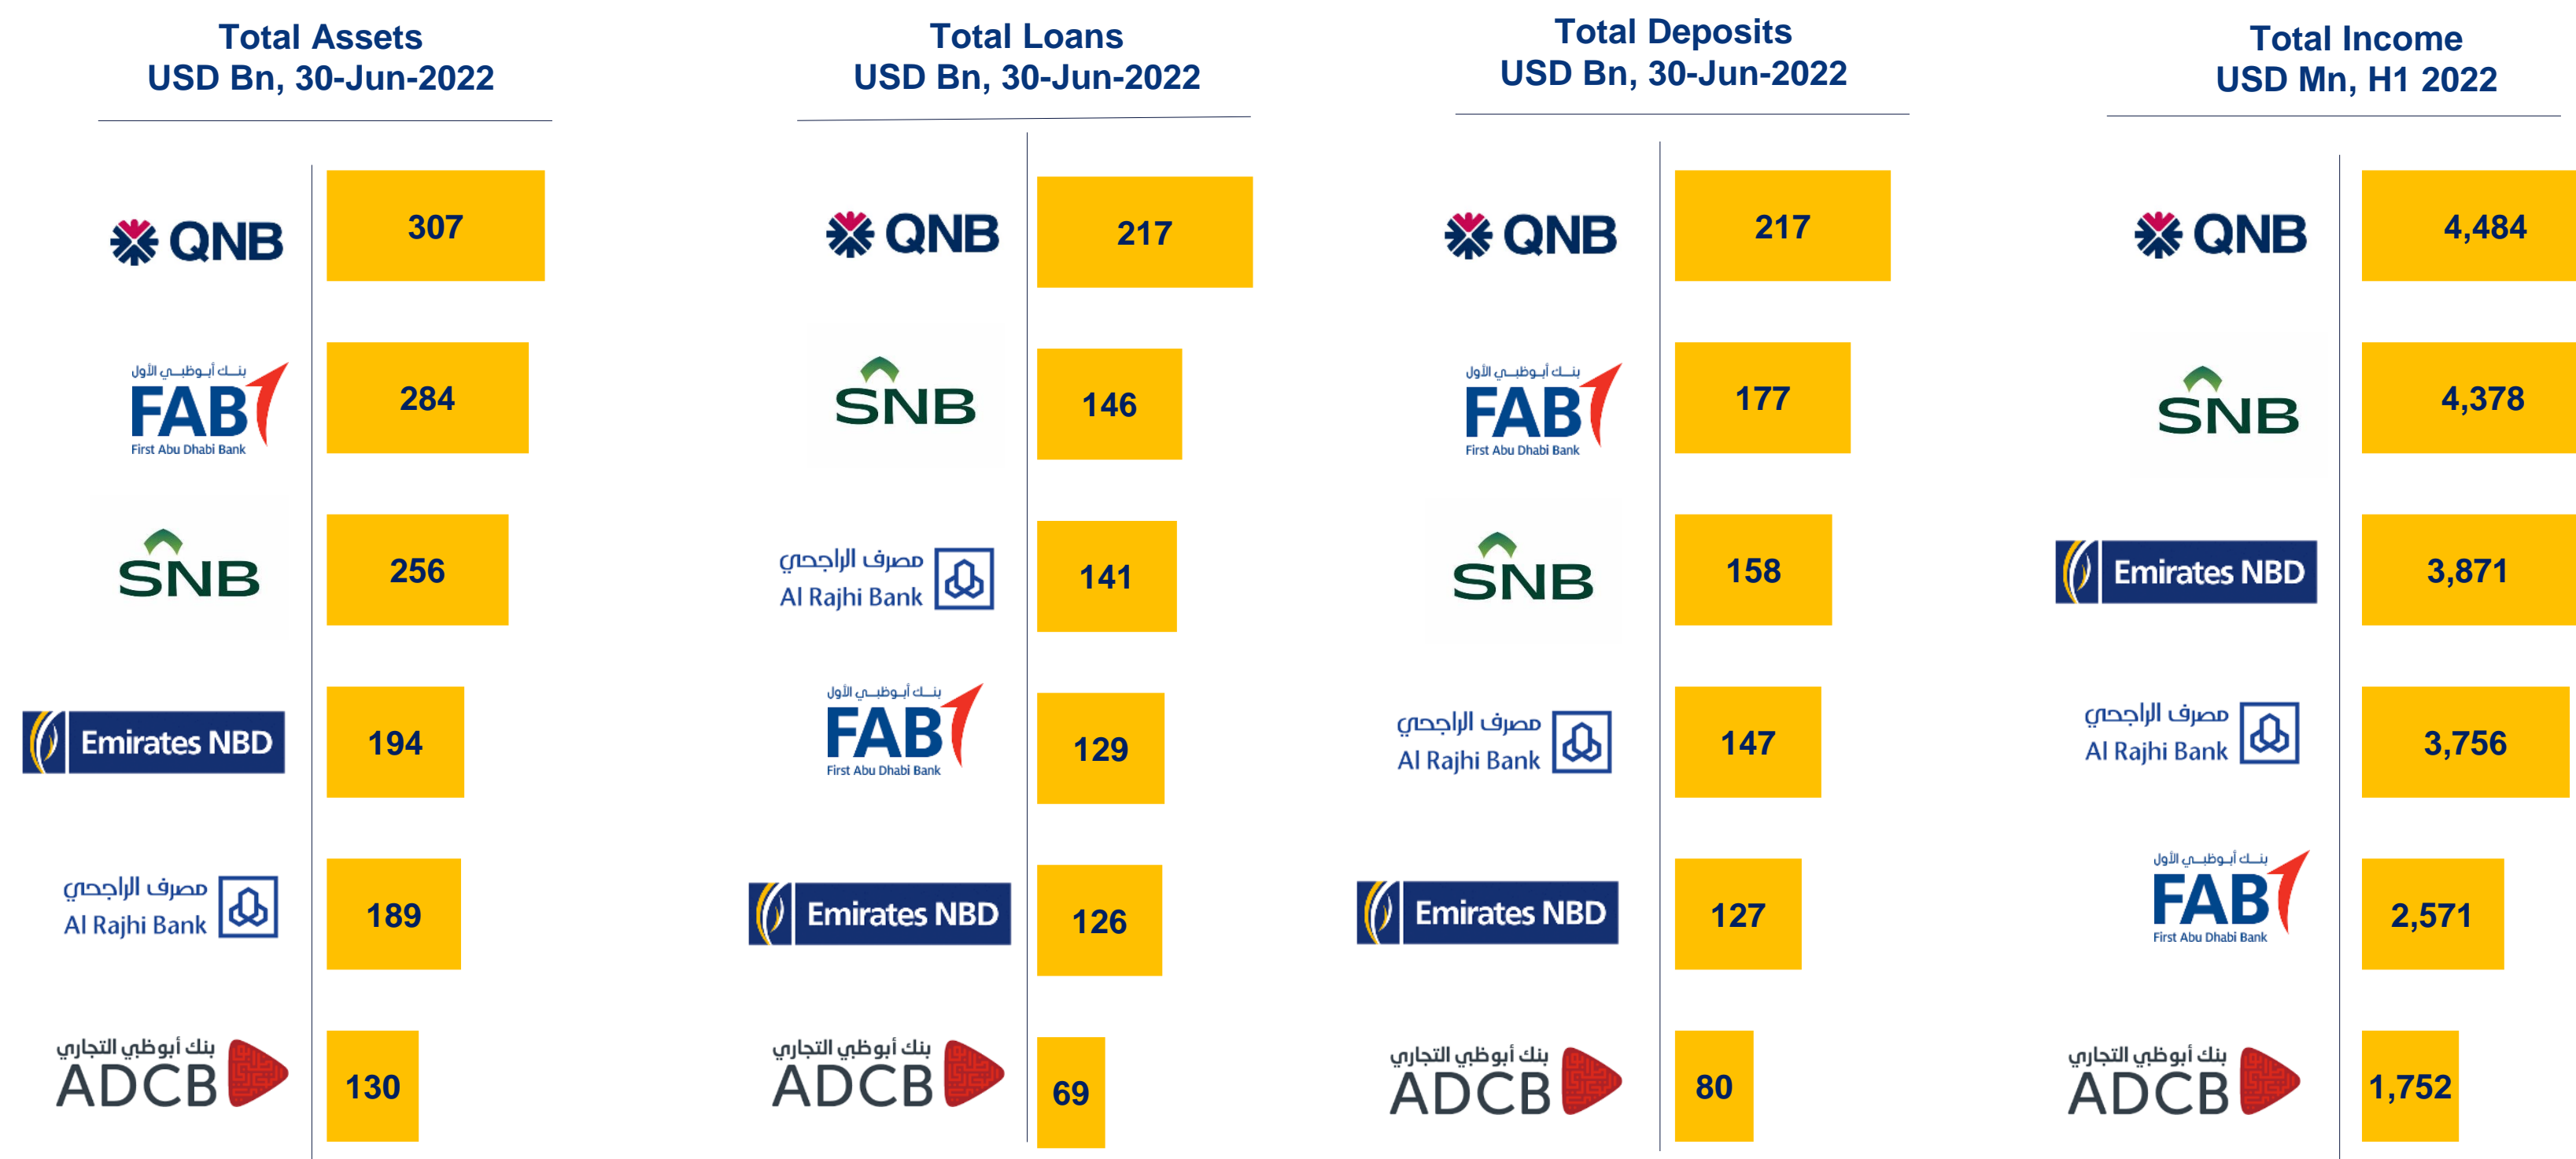 Total Assets
USD Bn, 30-Jun-2022
QNB
307
بنك أبوظبي الأول
FAB
First Abu Dhabi Bank
284
SNB
256
Emirates NBD
194
مصرف الراجحي
Al Rajhi Bank
189
بنك أبوظبي التجاري
ADCB
130
Total Loans
USD Bn, 30-Jun-2022
QNB
217
SNB
146
مصرف الراجحي
Al Rajhi Bank
141
بنك أبوظبي الأول
FAB
First Abu Dhabi Bank
129
Emirates NBD
126
بنك أبوظبي التجاري
ADCB
69
Total Deposits
USD Bn, 30-Jun-2022
QNB
217
بنك أبوظبي الأول
FAB
First Abu Dhabi Bank
177
SNB
158
مصرف الراجحي
Al Rajhi Bank
147
Emirates NBD
127
بنك أبوظبي التجاري
ADCB
80
Total Income
USD Mn, H1 2022
QNB
4,484
SNB
4,378
Emirates NBD
3,871
مصرف الراجحي
Al Rajhi Bank
3,756
بنك أبوظبي الأول
FAB
First Abu Dhabi Bank
2,571
بنك أبوظبي التجاري
ADCB
1,752